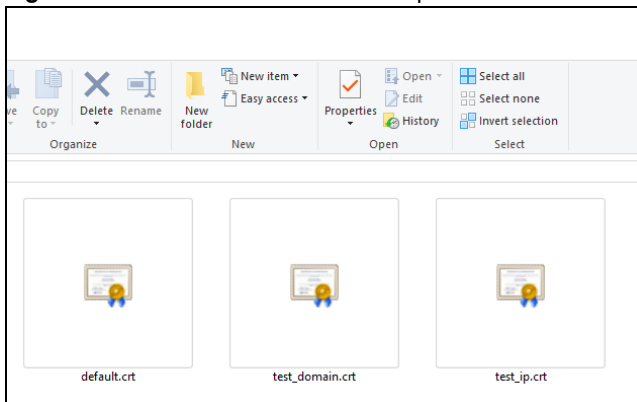 New item
Easy access
Open
Edit
History
Select all
Select none
Invert selection
Copy
to
Delete
Rename
New
folder
Properties
Organize
New
Open
Select
default.crt
test_domain.crt
test_ip.crt